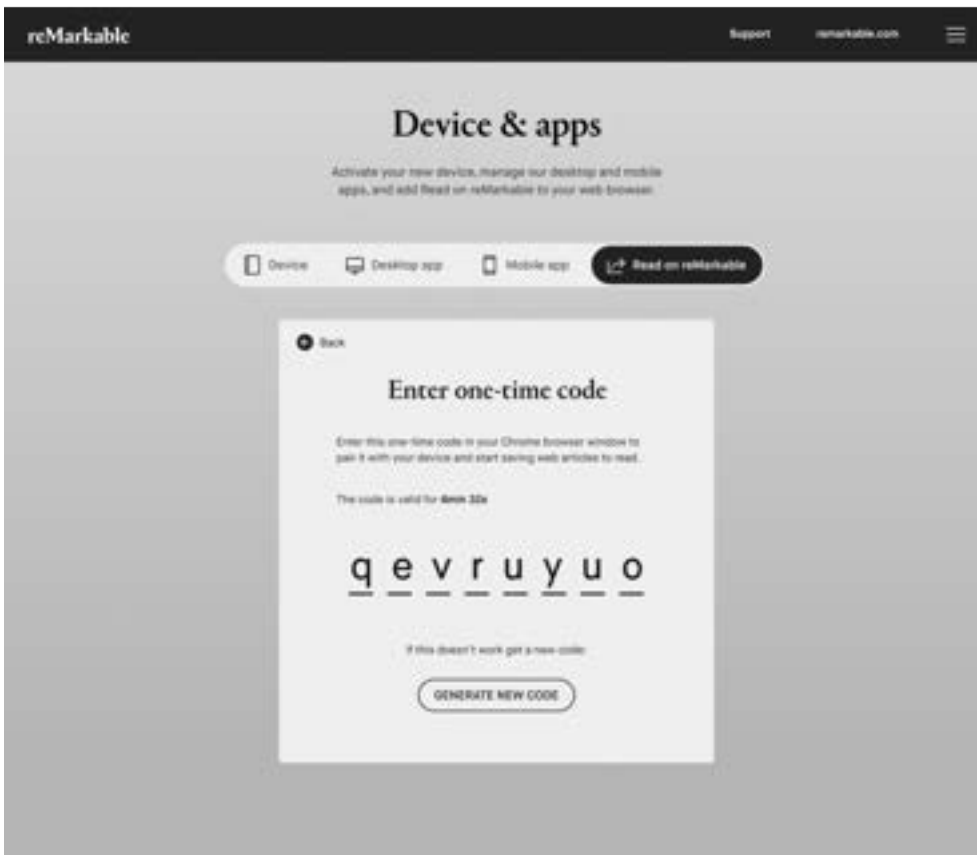 reMarkable
Support
remarkable.com
Device & apps
Activate your new device, manage our desktop and mobile
apps, and add Read on reMarkable to your web browser.
Device
Desktop app
Mobile app
Read on reMarkable
Back
Enter one-time code
Enter this one-time code in your Chrome browser window to
pair it with your device and start saving web articles to read.
The code is valid for 4min 32s
q e v r u y u o
If this doesn't work get a new code:
GENERATE NEW CODE